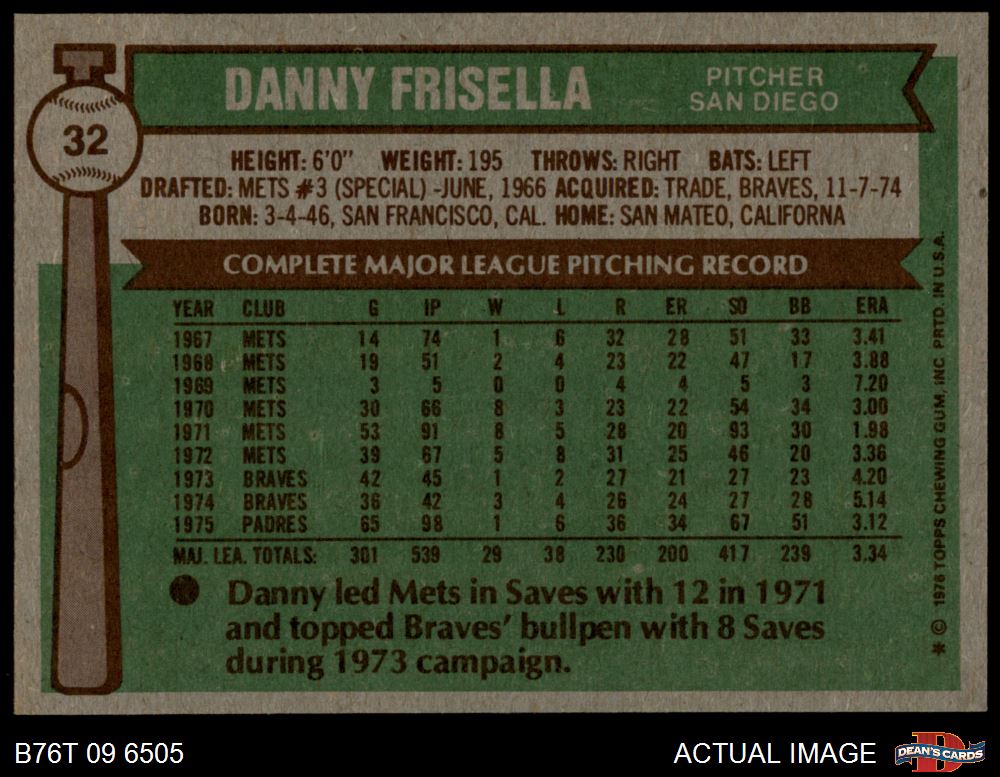 32
DANNY FRISELLA
PITCHER
SAN DIEGO
HEIGHT: 6'0" WEIGHT: 195 THROWS: RIGHT BATS: LEFT
DRAFTED: METS #3 (SPECIAL) -JUNE, 1966 ACQUIRED: TRADE, BRAVES, 11-7-74
BORN: 3-4-46, SAN FRANCISCO, CAL. HOME: SAN MATEO, CALIFORNA
COMPLETE MAJOR LEAGUE PITCHING RECORD
YEAR CLUB G IP W L R ER SO BB ERA
1967 METS 14 74 1 6 32 28 51 33 3.41
1968 METS 19 51 2 4 23 22 47 17 3.88
1969 METS 3 5 0 0 4 4 5 3 7.20
1970 METS 30 66 8 3 23 22 54 34 3.00
1971 METS 53 91 8 5 28 20 93 30 1.98
1972 METS 39 67 5 8 31 25 46 20 3.36
1973 BRAVES 42 45 1 2 27 21 27 23 4.20
1974 BRAVES 36 42 3 4 26 24 27 28 5.14
1975 PADRES 65 98 1 6 36 34 67 51 3.12
MAJ. LEA. TOTALS: 301 539 29 38 230 200 417 239 3.34
● Danny led Mets in Saves with 12 in 1971
and topped Braves' bullpen with 8 Saves
during 1973 campaign.
* © 1976 TOPPS CHEWING GUM, INC PRTD. IN U.S.A.
B76T 09 6505
ACTUAL IMAGE
DEAN'S CARDS